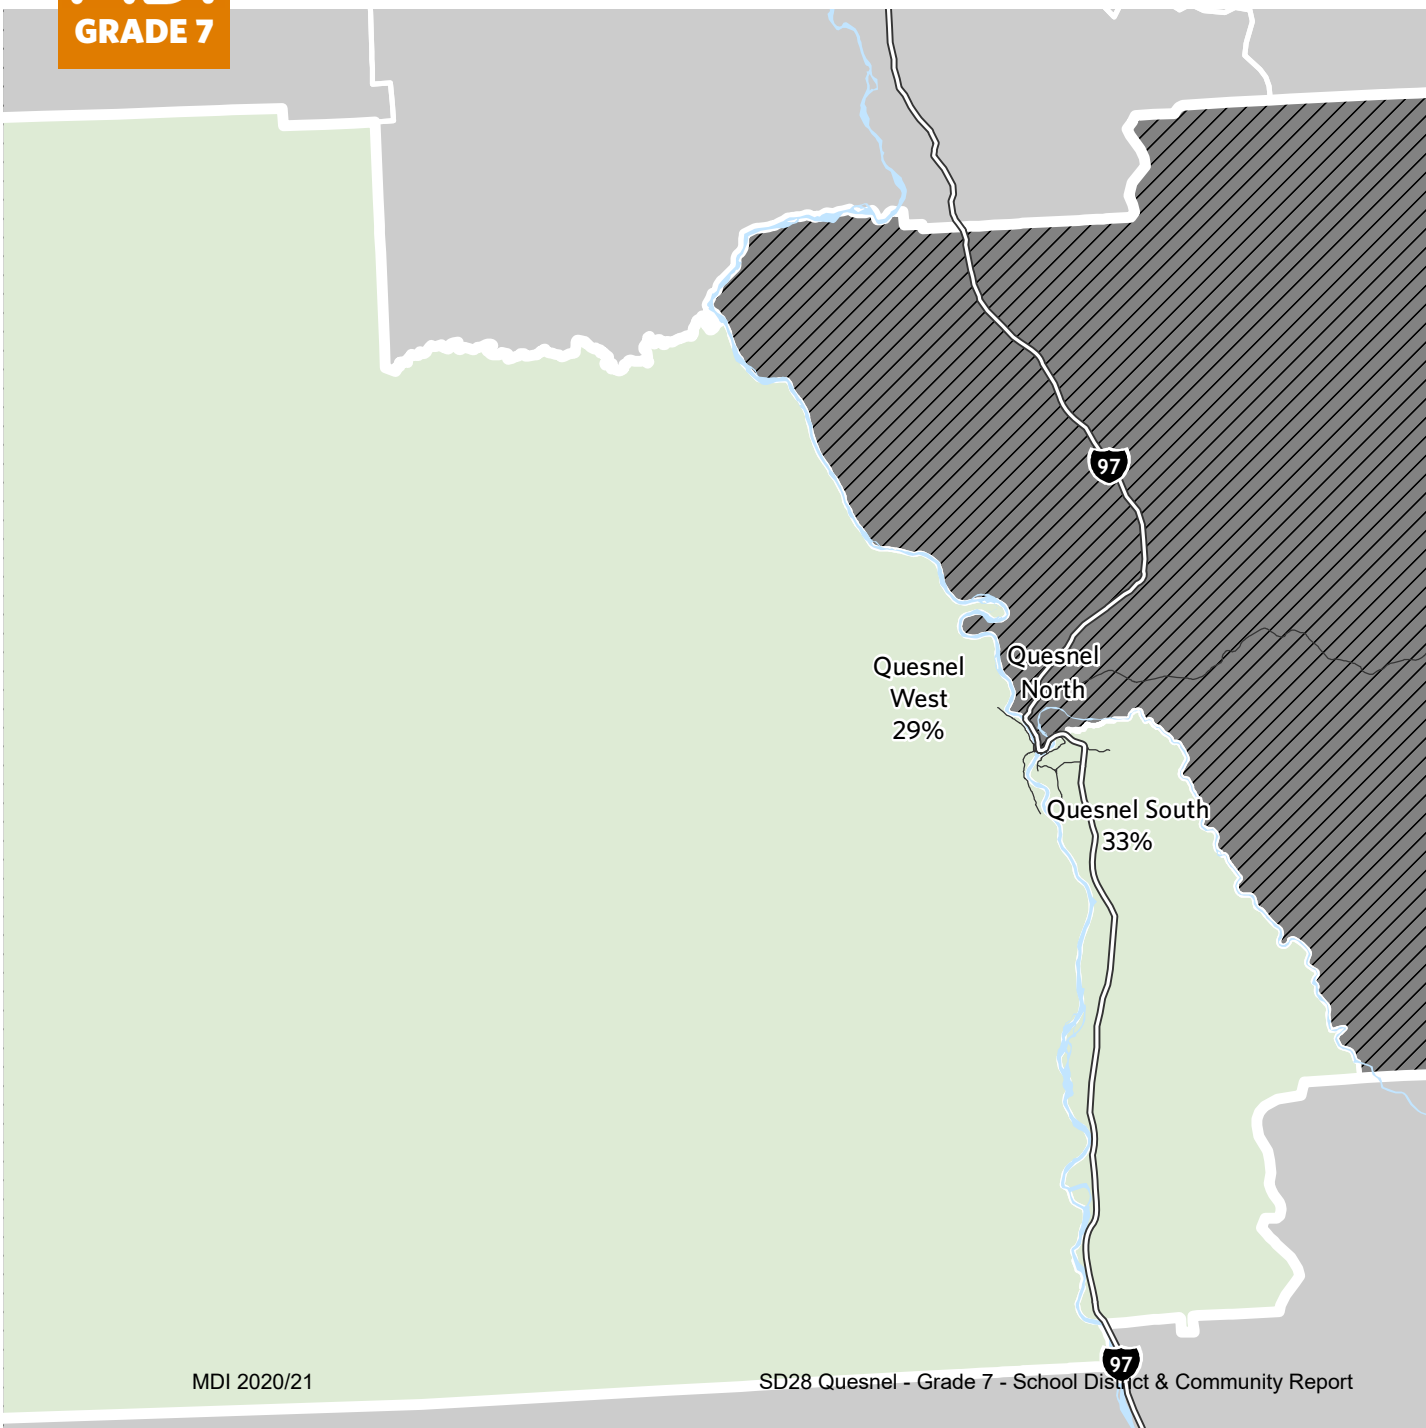 GRADE 7
97
Quesnel
North
Quesnel
West
29%
Quesnel South
33%
97
MDI 2020/21
SD28 Quesnel - Grade 7 - School District & Community Report